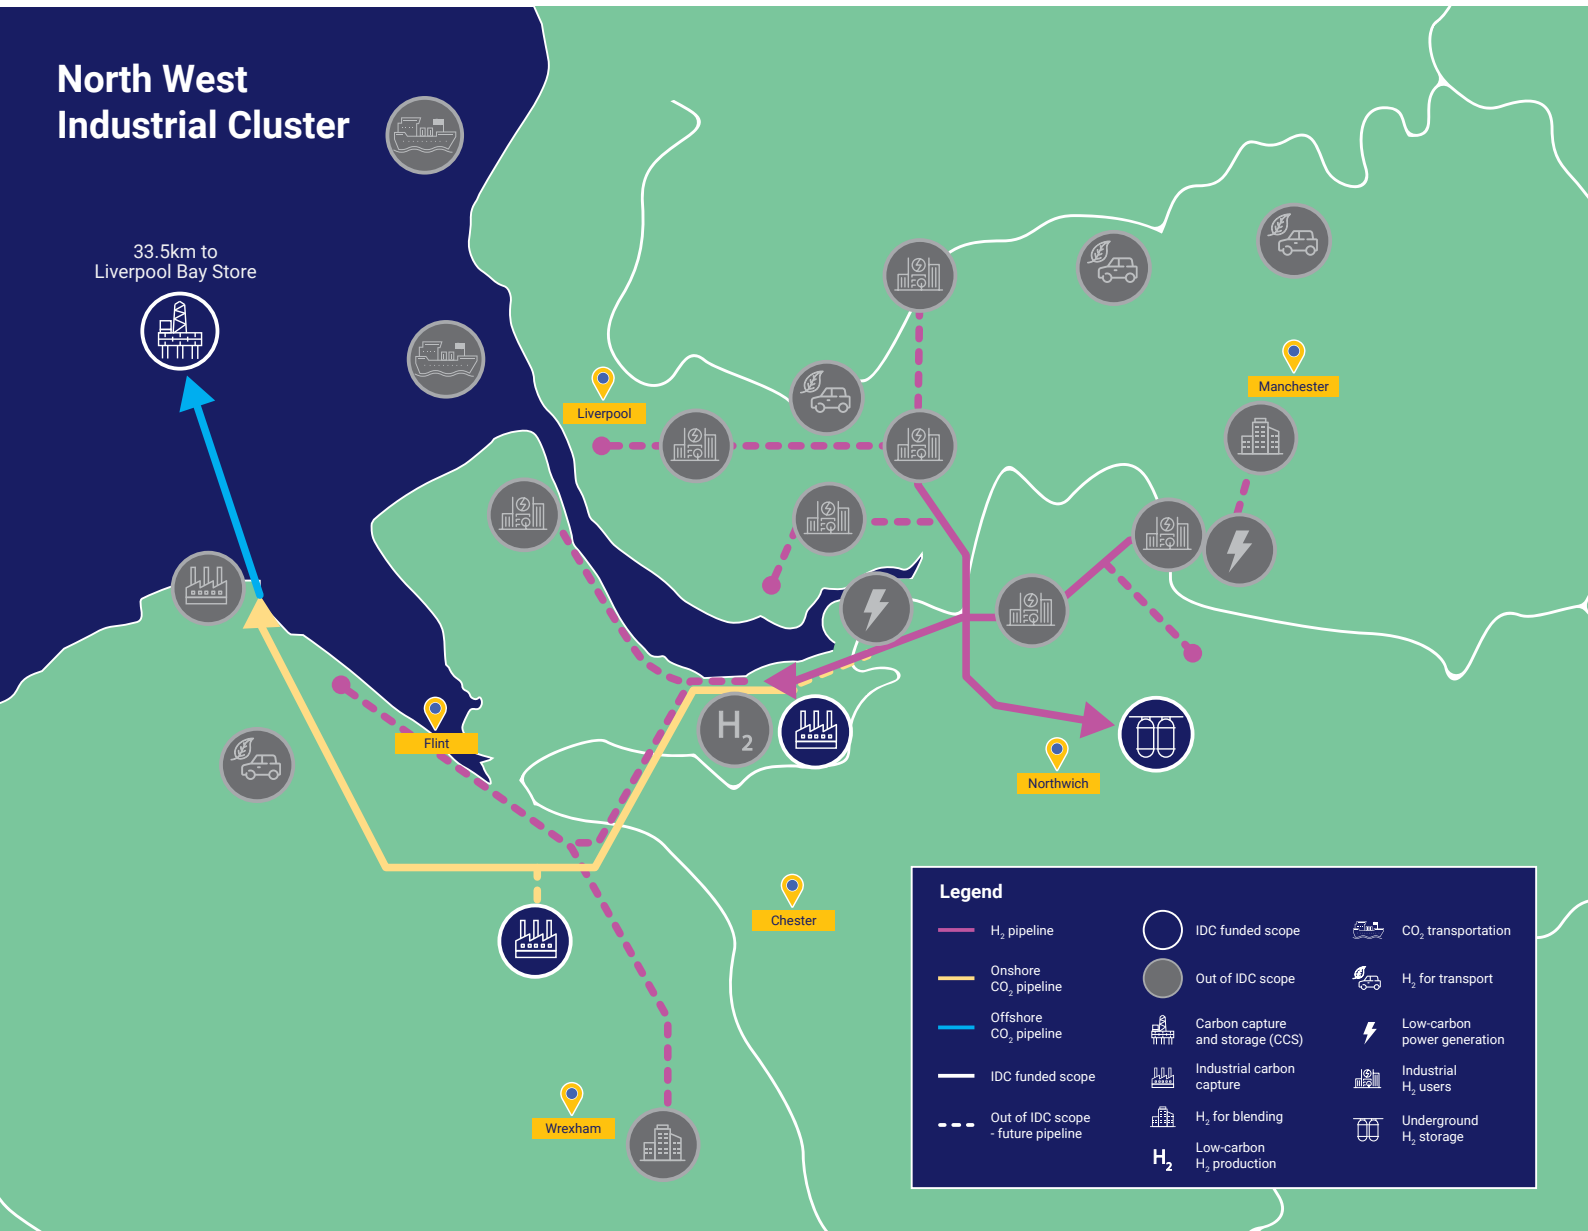 North West
Industrial Cluster
33.5km to
Liverpool Bay Store
Liverpool
Manchester
Flint
H₂
Northwich
Chester
Wrexham
Legend
H₂ pipeline
Onshore
CO₂ pipeline
Offshore
CO₂ pipeline
IDC funded scope
Out of IDC scope
- future pipeline
IDC funded scope
Out of IDC scope
Carbon capture
and storage (CCS)
Industrial carbon
capture
H₂ for blending
H₂
Low-carbon
H₂ production
CO₂ transportation
H₂ for transport
Low-carbon
power generation
Industrial
H₂ users
Underground
H₂ storage